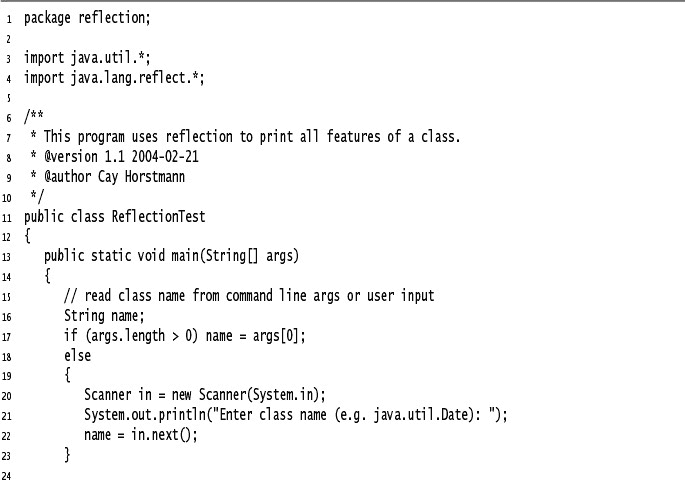 1 package reflection;
2
3 import java.util.*;
4 import java.lang.reflect.*;
5
6 /**
7  * This program uses reflection to print all features of a class.
8  * @version 1.1 2004-02-21
9  * @author Cay Horstmann
10  */
11 public class ReflectionTest
12 {
13    public static void main(String[] args)
14    {
15       // read class name from command line args or user input
16       String name;
17       if (args.length > 0) name = args[0];
18       else
19       {
20          Scanner in = new Scanner(System.in);
21          System.out.println("Enter class name (e.g. java.util.Date): ");
22          name = in.next();
23       }
24